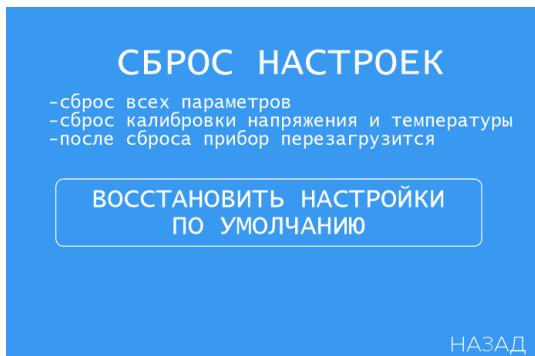 СБРОС НАСТРОЕК
-сброс всех параметров
-сброс калибровки напряжения и температуры
-после сброса прибор перезагрузится
ВОССТАНОВИТЬ НАСТРОЙКИ
ПО УМОЛЧАНИЮ
НАЗАД